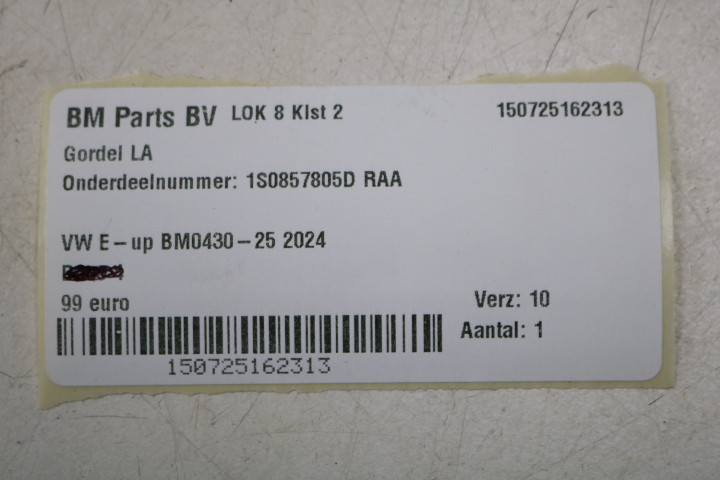 BM Parts BV LOK 8 Klst 2 150725162313
Gordel LA
Onderdeelnummer: 1S0857805D RAA
VW E-up BM0430-25 2024
99 euro Verz: 10
Aantal: 1
150725162313